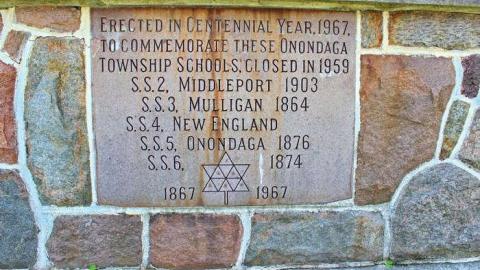 Erected in Centennial Year, 1967,
to commemorate these Onondaga
Township Schools, closed in 1959
S.S.2, Middleport 1903
S.S.3, Mulligan 1864
S.S.4, New England
S.S.5, Onondaga 1876
S.S.6, 1874
1867 1967